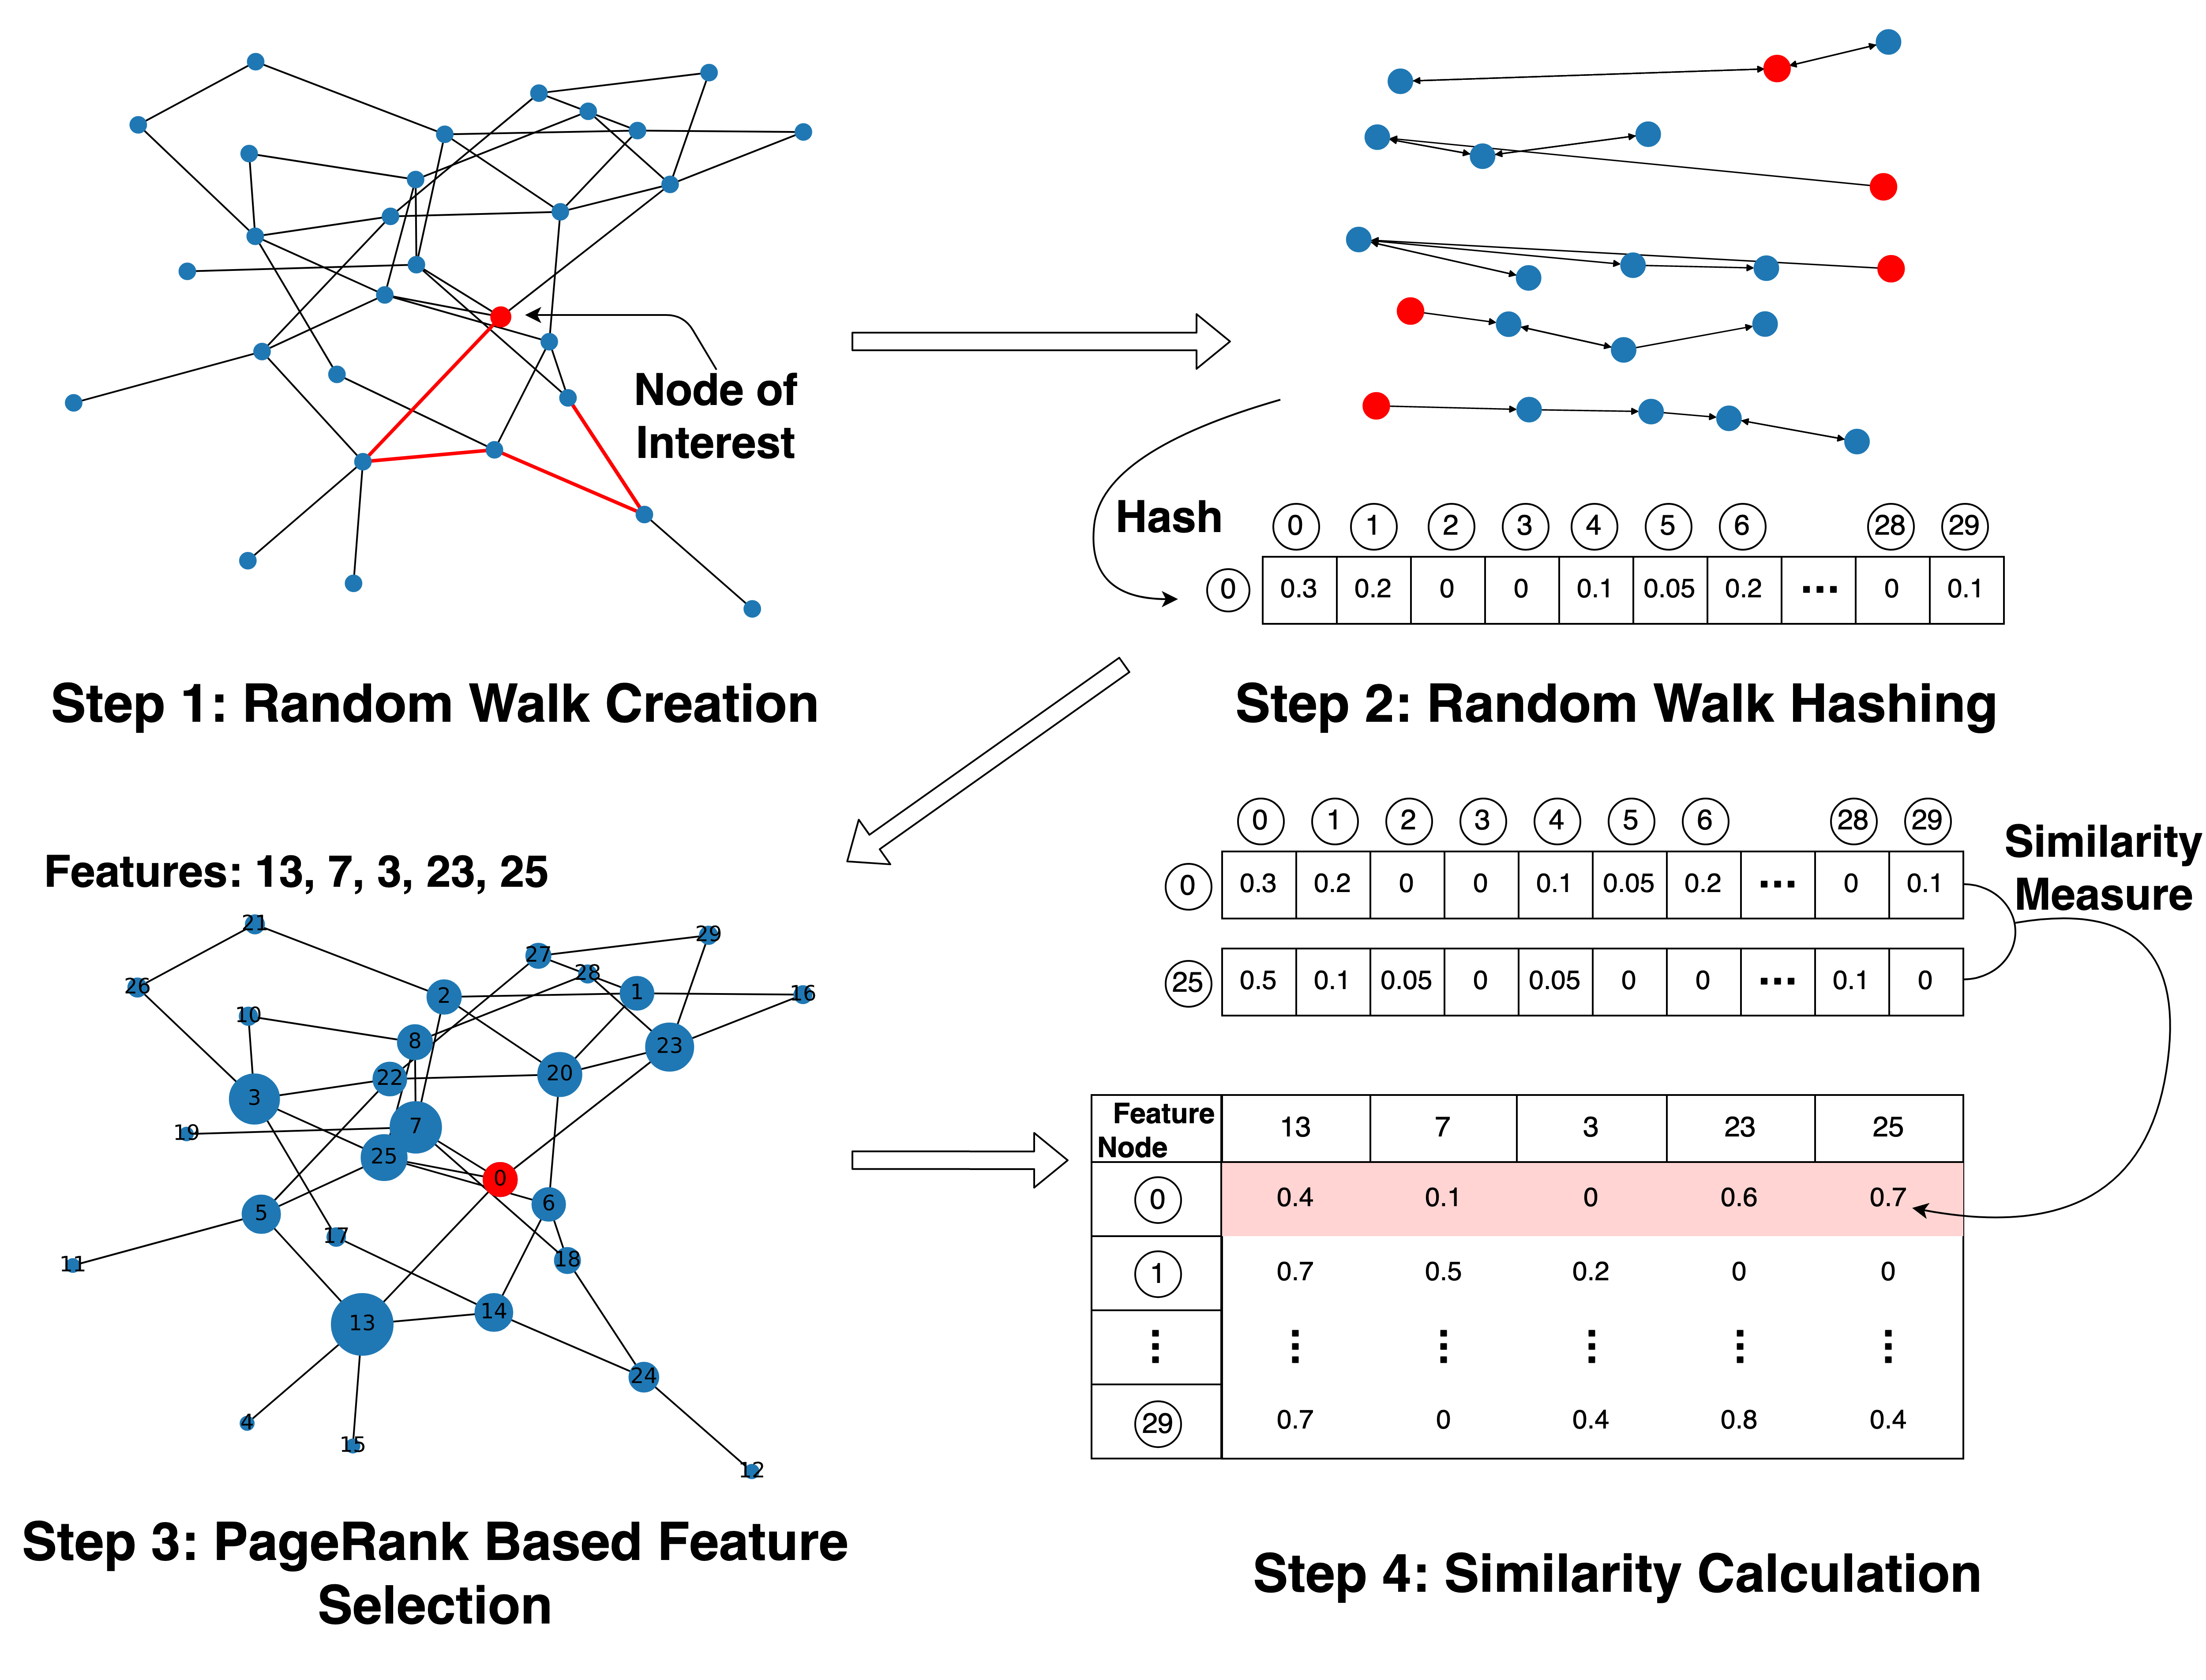 Node of
Interest
Step 1: Random Walk Creation
Hash
0 1 2 3 4 5 6 28 29
0 0.3 0.2 0 0 0.1 0.05 0.2 ... 0 0.1
Step 2: Random Walk Hashing
Features: 13, 7, 3, 23, 25
21
27
29
28
26
2
1
16
10
8
23
22
20
3
7
19
25
0
6
5
17
18
11
14
13
24
4
15
12
Step 3: PageRank Based Feature
Selection
0 1 2 3 4 5 6 28 29
0 0.3 0.2 0 0 0.1 0.05 0.2 ... 0 0.1
25 0.5 0.1 0.05 0 0.05 0 0 ... 0.1 0
Similarity
Measure
Feature
Node
13 7 3 23 25
0 0.4 0.1 0 0.6 0.7
1 0.7 0.5 0.2 0 0
⋮ ⋮ ⋮ ⋮ ⋮ ⋮
29 0.7 0 0.4 0.8 0.4
Step 4: Similarity Calculation